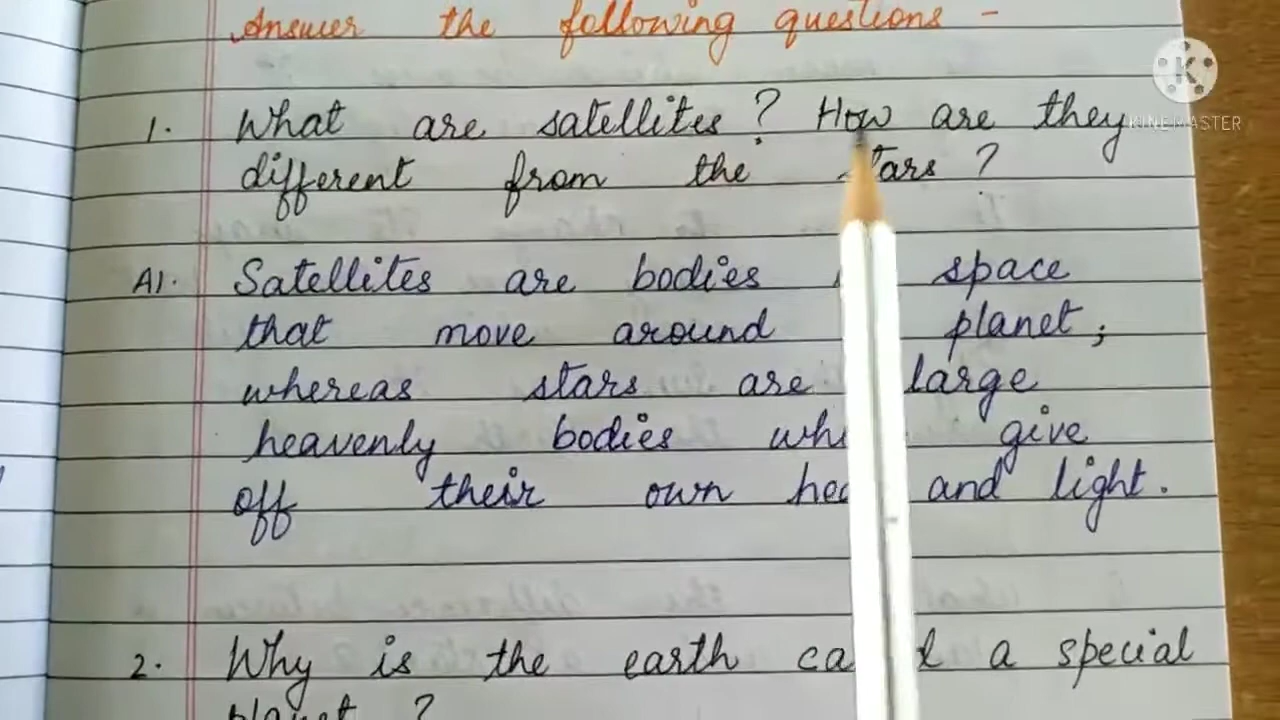 Answer the following questions -
1. What are satellites? How are they
KINEMASTER
different from the stars?
A1. Satellites are bodies space
that move around planet;
whereas stars are large
heavenly bodies give
off their own and light.
2. Why is the earth a special
planet?